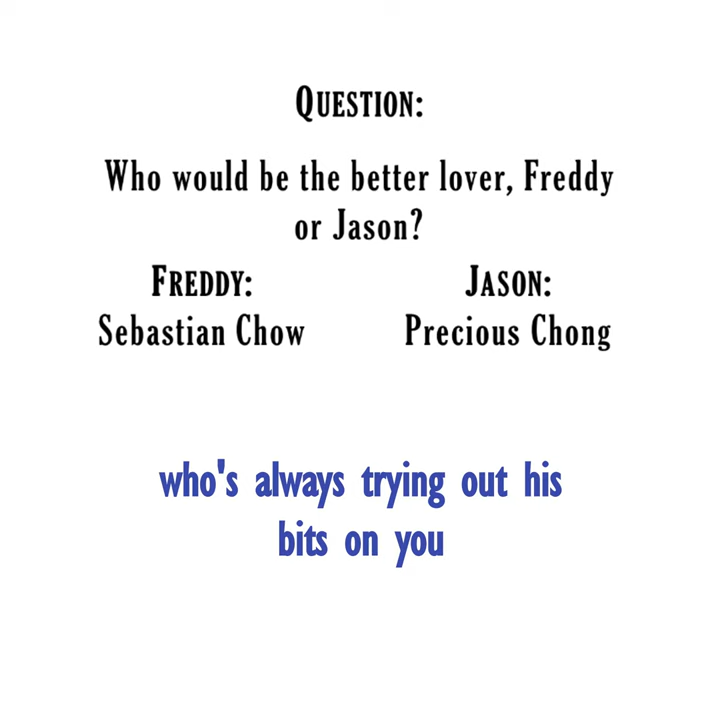 QUESTION:
Who would be the better lover, Freddy
or Jason?
FREDDY:
Sebastian Chow
JASON:
Precious Chong
who's always trying out his
bits on you